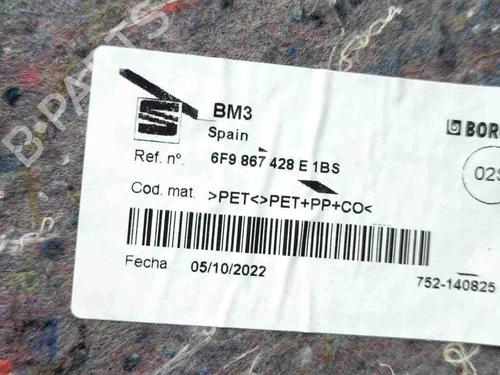 B-PARTS
BM3
Spain
BOR
Ref. nº. 6F9 867 428 E 1BS
02S
Cod. mat. >PET<>PET+PP+CO<
Fecha 05/10/2022
752-140825